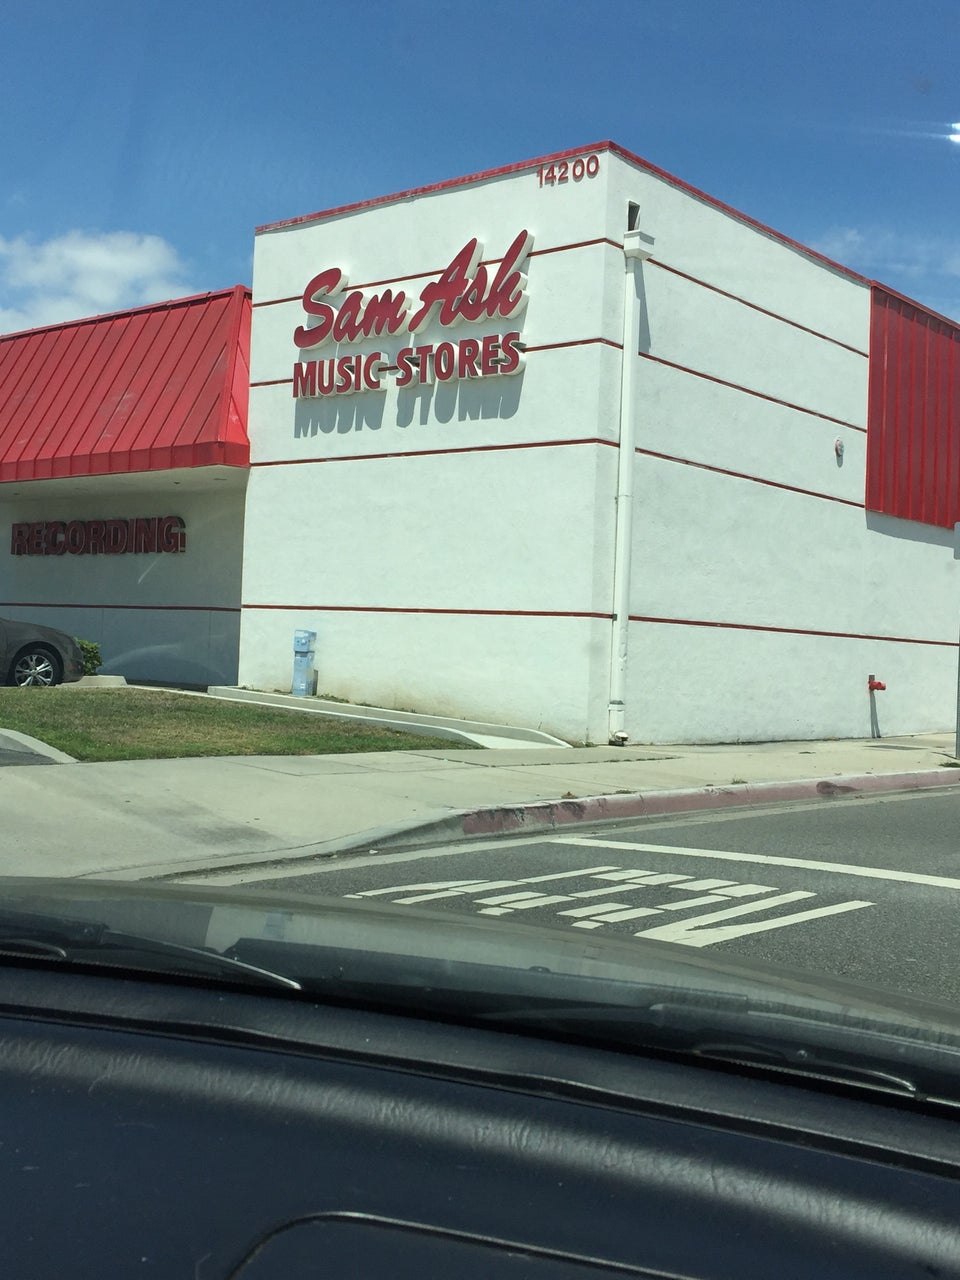 14200
Sam Ash
MUSIC STORES
RECORDING